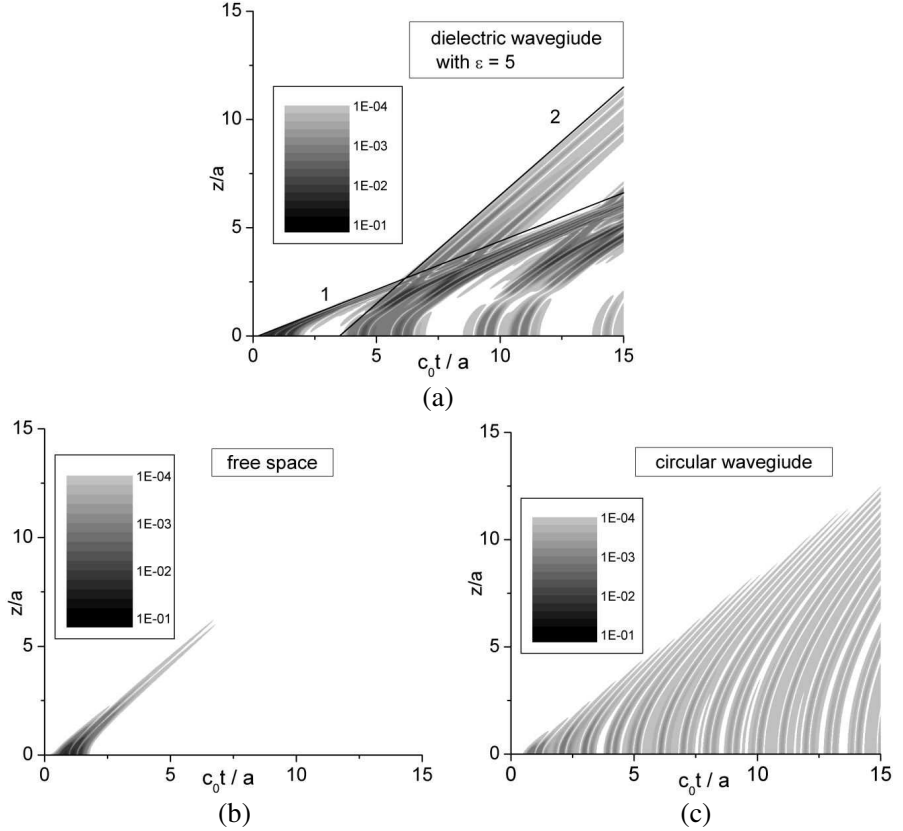 dielectric wavegiude
with ε = 5
1E-04
1E-03
1E-02
1E-01
1
2
z/a
15
10
5
0
0
5
10
15
c₀t / a
(a)
free space
1E-04
1E-03
1E-02
1E-01
z/a
15
10
5
0
0
5
10
15
c₀t / a
(b)
circular wavegiude
1E-04
1E-03
1E-02
1E-01
z/a
15
10
5
0
0
5
10
15
c₀t / a
(c)